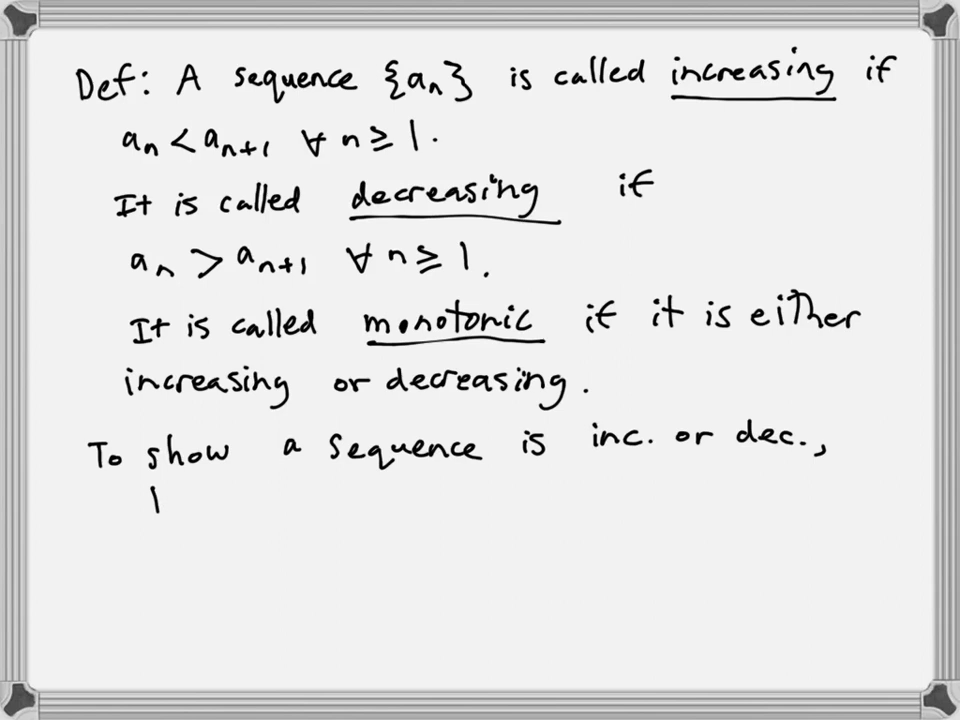 Def: A sequence {aₙ} is called increasing if
aₙ < aₙ₊₁ ∀ n ≥ 1.
It is called decreasing if
aₙ > aₙ₊₁ ∀ n ≥ 1.
It is called monotonic if it is either
increasing or decreasing.
To show a sequence is inc. or dec.,